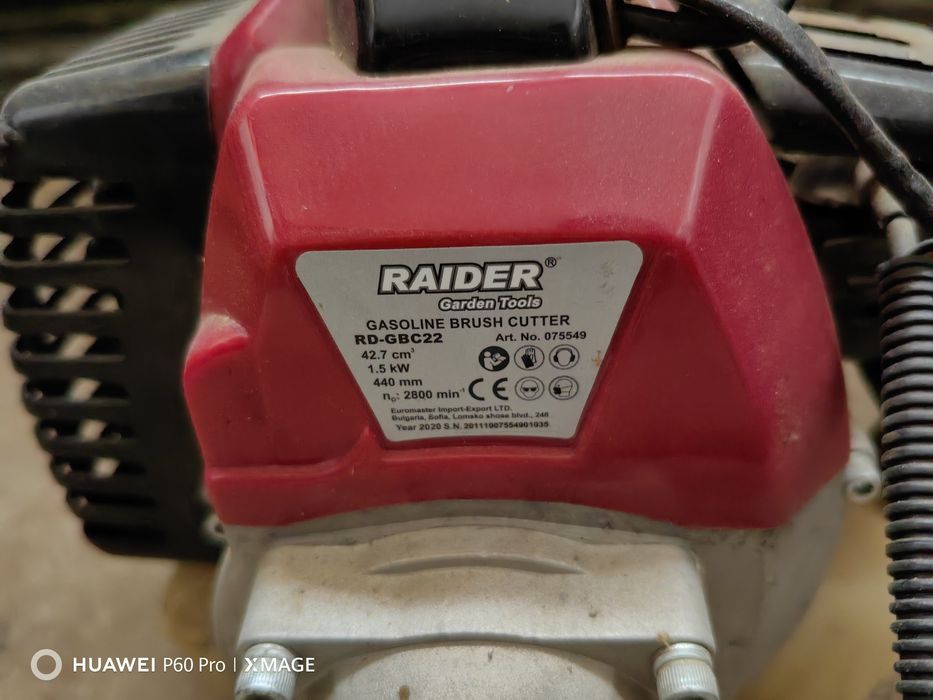 RAIDER®
Garden Tools
GASOLINE BRUSH CUTTER
RD-GBC22 Art. No. 075549
42.7 cm³
1.5 kW
440 mm
n₀: 2800 min⁻¹ CE
Euromaster Import-Export LTD.
Bulgaria, Sofia, Lomsko shose blvd., 246
Year 2020 S.N. 20111007554901035
HUAWEI P60 Pro | XMAGE